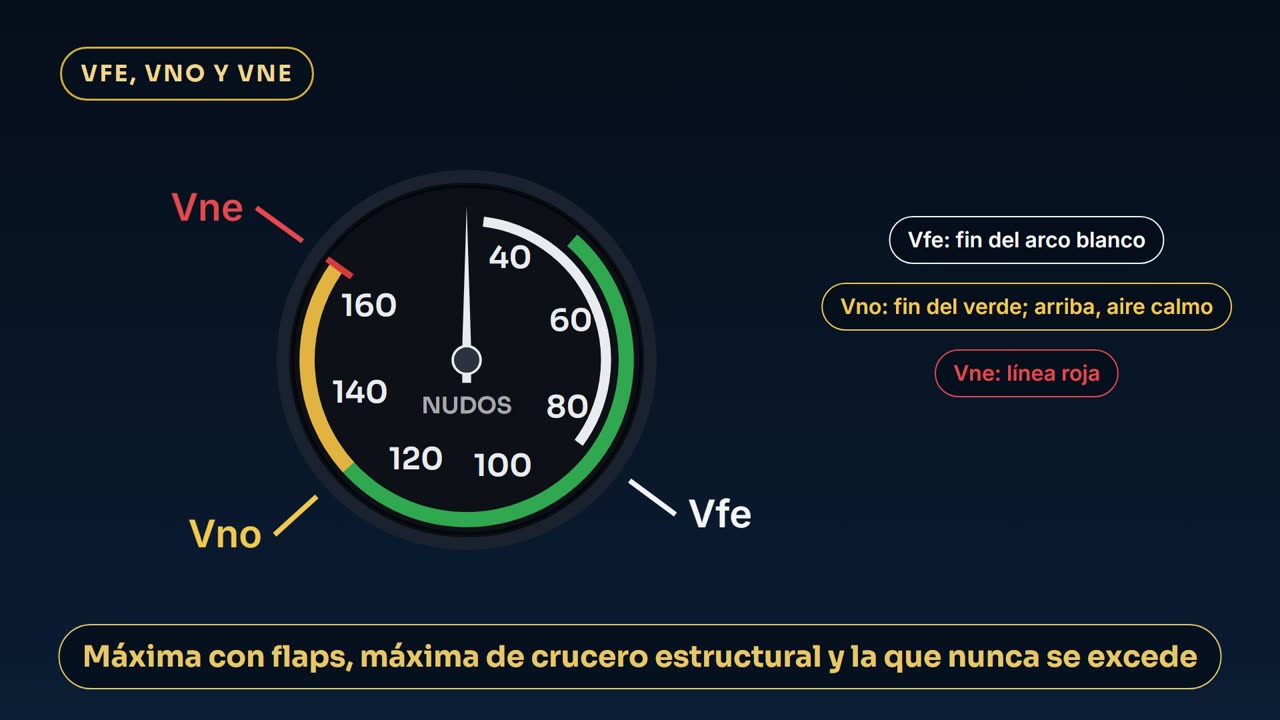 VFE, VNO Y VNE
Vne
40
160
60
140
NUDOS
80
120
100
Vno
Vfe
Vfe: fin del arco blanco
Vno: fin del verde; arriba, aire calmo
Vne: línea roja
Máxima con flaps, máxima de crucero estructural y la que nunca se excede